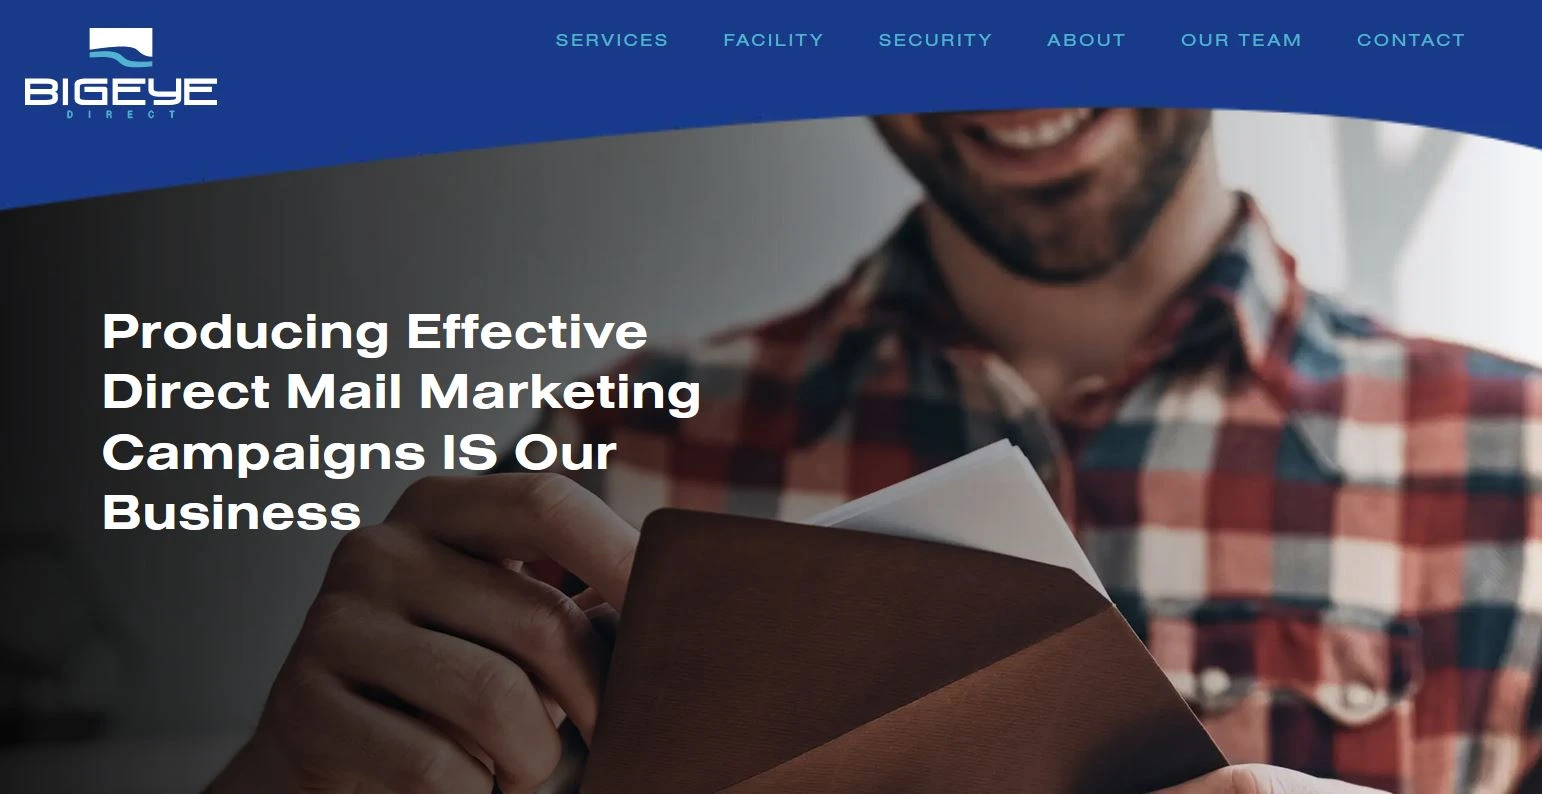 BIGEYE
DIRECT
SERVICES FACILITY SECURITY ABOUT OUR TEAM CONTACT
Producing Effective
Direct Mail Marketing
Campaigns IS Our
Business